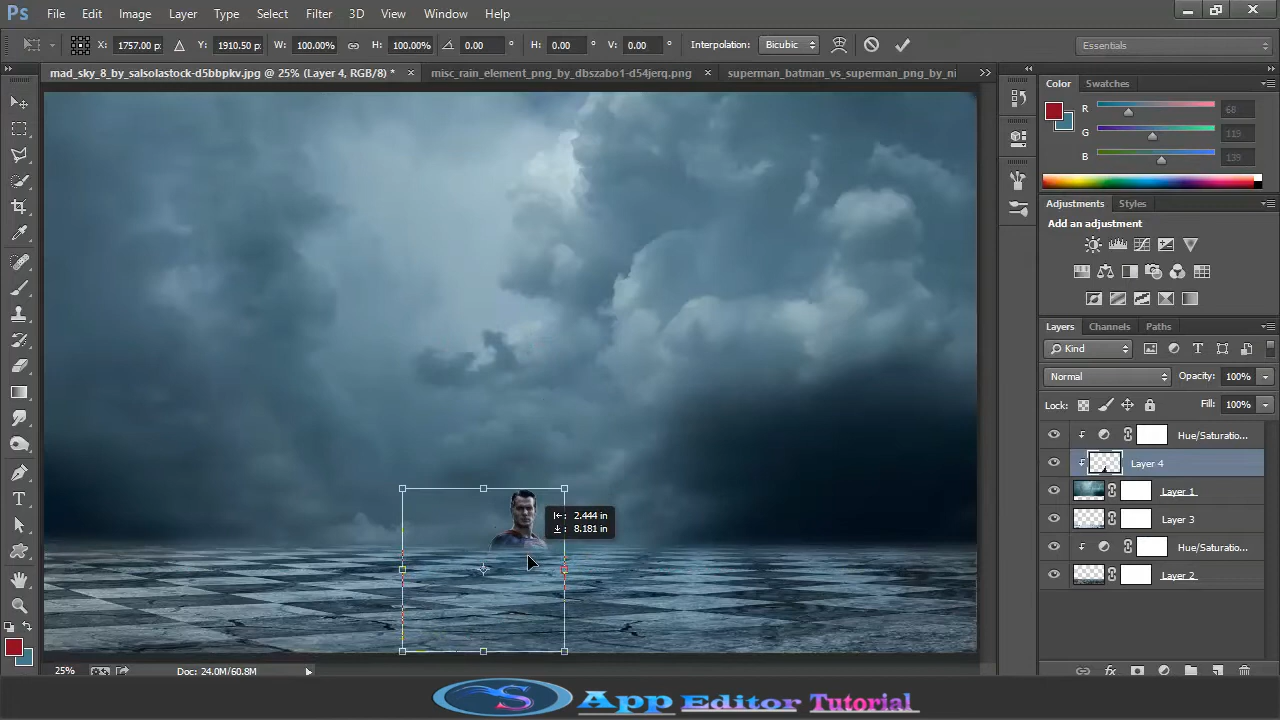 Ps File Edit Image Layer Type Select Filter 3D View Window Help
X: 1757.00 p: Y: 1910.50 p: W: 100.00% H: 100.00% 0.00 ° H: 0.00 ° V: 0.00 ° Interpolation: Bicubic Essentials
mad_sky_8_by_salsolastock-d5bbpkv.jpg @ 25% (Layer 4, RGB/8) * × misc_rain_element_png_by_dbszabo1-d54jerq.png × superman_batman_vs_superman_png_by_ni
Color Swatches
R 68
G 119
B 139
Adjustments Styles
Add an adjustment
Layers Channels Paths
Kind
Normal Opacity: 100%
Lock: Fill: 100%
Hue/Saturatio...
Layer 4
Layer 1
Layer 3
Hue/Saturatio...
Layer 2
2.444 in
8.181 in
25% Doc: 24.0M/60.8M
S App Editor Tutorial